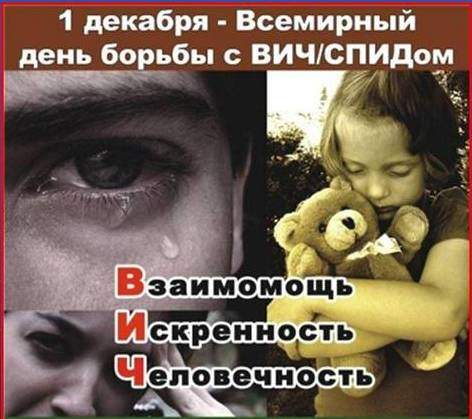 1 декабря - Всемирный
день борьбы с ВИЧ/СПИДом
Взаимомощь
Искренность
Человечность